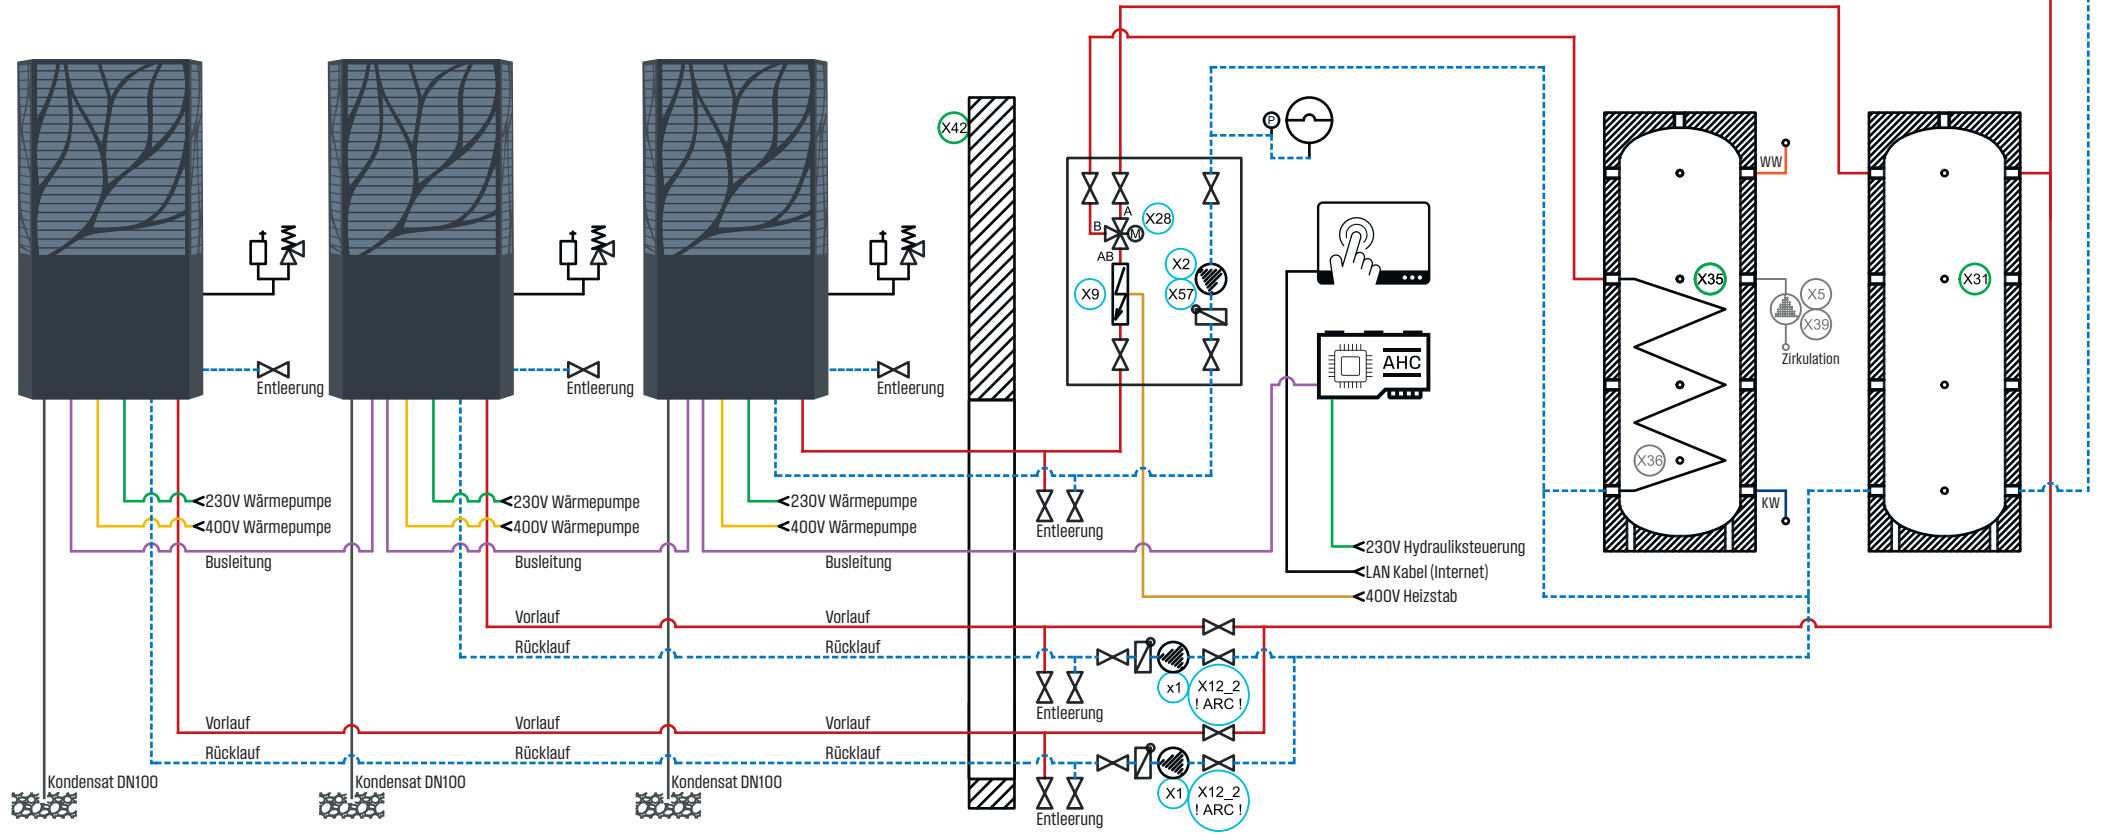 X42
P
WW
A
X28
B
M
AB
X2
X9
X57
X35
X31
X5
X39
Zirkulation
AHC
Entleerung
Entleerung
Entleerung
X36
KW
230V Wärmepumpe
230V Wärmepumpe
230V Wärmepumpe
400V Wärmepumpe
400V Wärmepumpe
400V Wärmepumpe
Entleerung
230V Hydrauliksteuerung
Busleitung
Busleitung
Busleitung
LAN Kabel (Internet)
400V Heizstab
Vorlauf
Vorlauf
Rücklauf
Rücklauf
x1
X12_2
! ARC !
Entleerung
Vorlauf
Vorlauf
Vorlauf
Rücklauf
Rücklauf
Rücklauf
Kondensat DN100
Kondensat DN100
Kondensat DN100
X1
X12_2
! ARC !
Entleerung